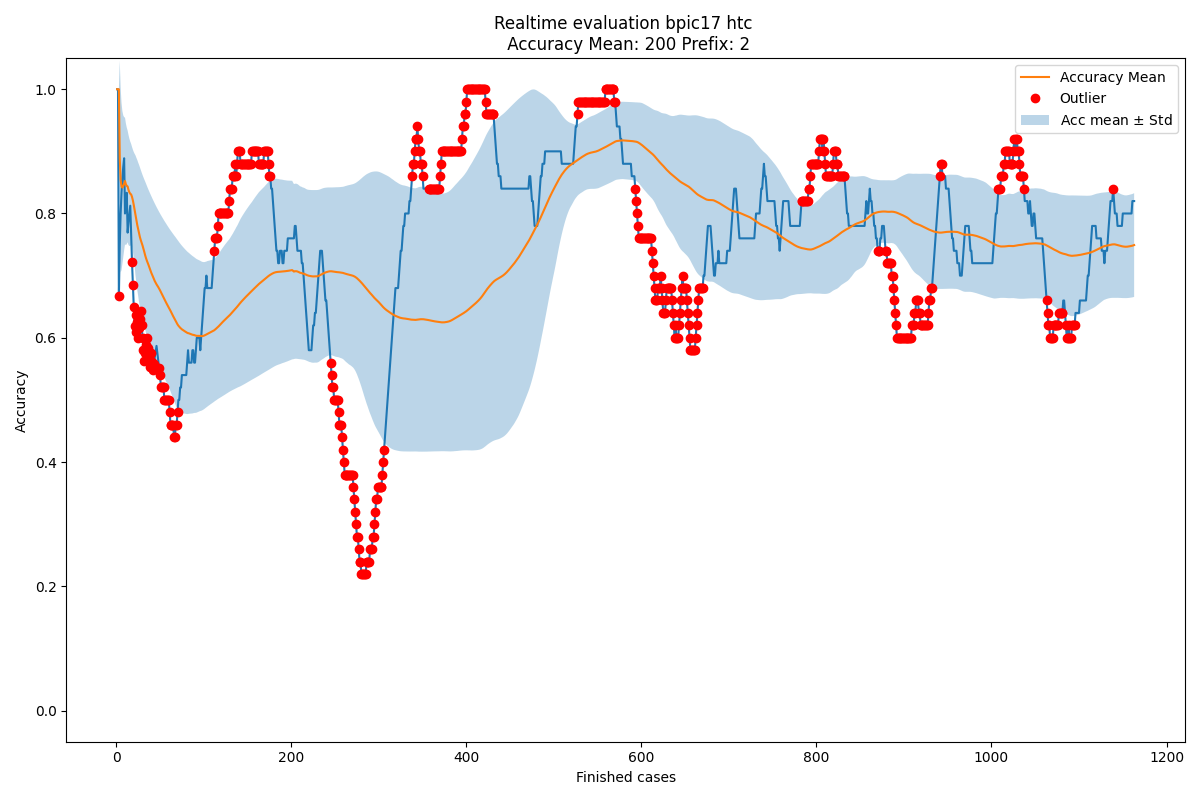 Realtime evaluation bpic17 htc
Accuracy Mean: 200 Prefix: 2
Accuracy Mean
Outlier
Acc mean ± Std
1.0
0.8
0.6
0.4
0.2
0.0
Accuracy
0
200
400
600
800
1000
1200
Finished cases